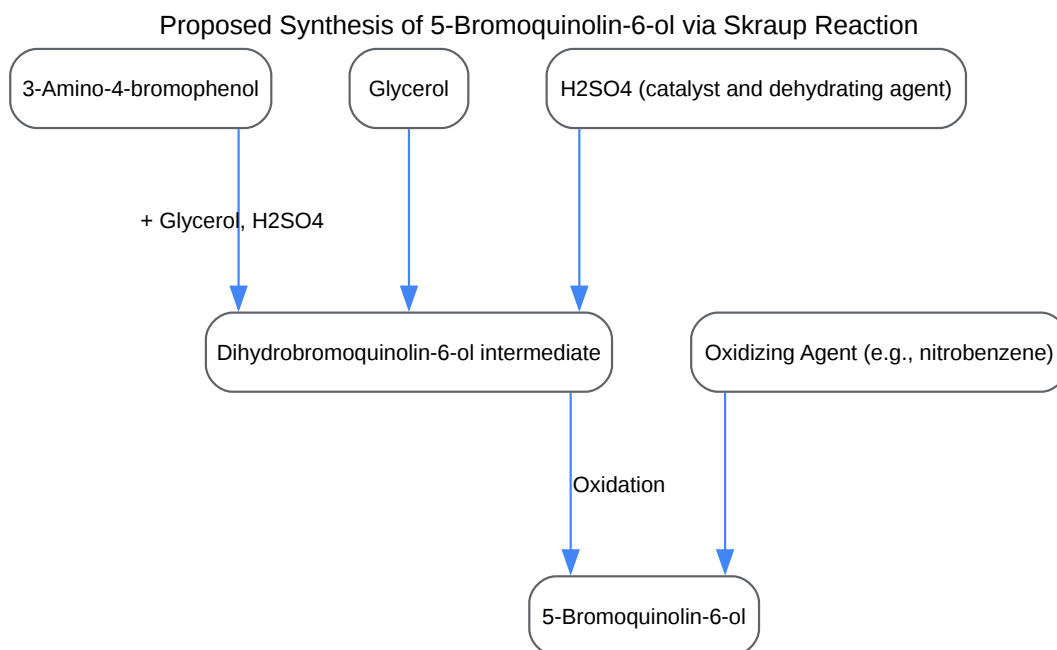 Proposed Synthesis of 5-Bromoquinolin-6-ol via Skraup Reaction
3-Amino-4-bromophenol
Glycerol
H2SO4 (catalyst and dehydrating agent)
+ Glycerol, H2SO4
Dihydrobromoquinolin-6-ol intermediate
Oxidizing Agent (e.g., nitrobenzene)
Oxidation
5-Bromoquinolin-6-ol